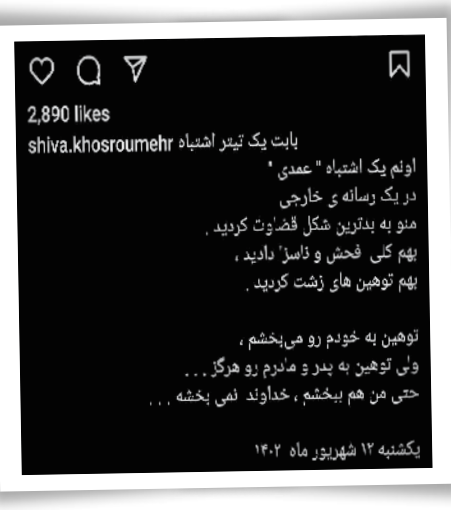 2,890 likes
shiva.khosroumehr بابت یک تیتر اشتباه
اونم یک اشتباه " عمدی "
در یک رسانه ی خارجی
منو به بدترین شکل قضاوت کردید .
بهم کلی فحش و ناسزا دادید ،
بهم توهین های زشت کردید .
توهین به خودم رو می‌بخشم ،
ولی توهین به پدر و مادرم رو هرگز . . .
حتی من هم ببخشم ، خداوند نمی بخشه . . .
یکشنبه ۱۲ شهریور ماه ۱۴۰۲